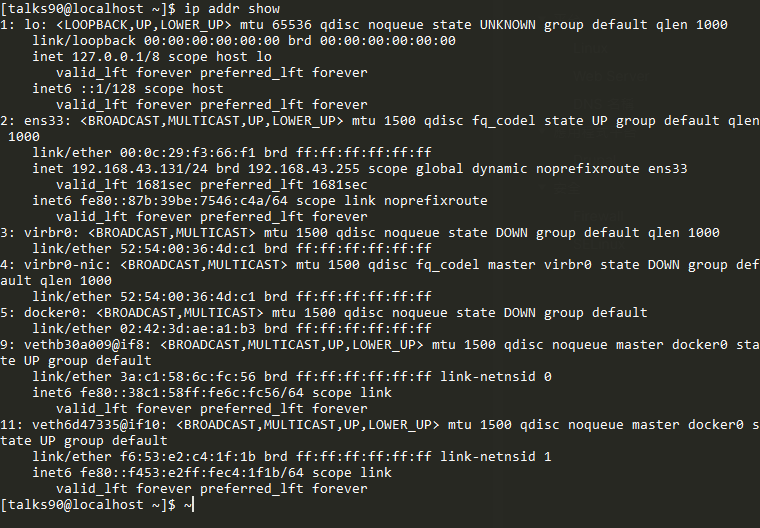 [talks90@localhost ~]$ ip addr show
1: lo: <LOOPBACK,UP,LOWER_UP> mtu 65536 qdisc noqueue state UNKNOWN group default qlen 1000
    link/loopback 00:00:00:00:00:00 brd 00:00:00:00:00:00
    inet 127.0.0.1/8 scope host lo
       valid_lft forever preferred_lft forever
    inet6 ::1/128 scope host
       valid_lft forever preferred_lft forever
2: ens33: <BROADCAST,MULTICAST,UP,LOWER_UP> mtu 1500 qdisc fq_codel state UP group default qlen
 1000
    link/ether 00:0c:29:f3:66:f1 brd ff:ff:ff:ff:ff:ff
    inet 192.168.43.131/24 brd 192.168.43.255 scope global dynamic noprefixroute ens33
       valid_lft 1681sec preferred_lft 1681sec
    inet6 fe80::87b:39be:7546:c4a/64 scope link noprefixroute
       valid_lft forever preferred_lft forever
3: virbr0: <BROADCAST,MULTICAST> mtu 1500 qdisc noqueue state DOWN group default qlen 1000
    link/ether 52:54:00:36:4d:c1 brd ff:ff:ff:ff:ff:ff
4: virbr0-nic: <BROADCAST,MULTICAST> mtu 1500 qdisc fq_codel master virbr0 state DOWN group def
ault qlen 1000
    link/ether 52:54:00:36:4d:c1 brd ff:ff:ff:ff:ff:ff
5: docker0: <BROADCAST,MULTICAST> mtu 1500 qdisc noqueue state DOWN group default
    link/ether 02:42:3d:ae:a1:b3 brd ff:ff:ff:ff:ff:ff
9: vethb30a009@if8: <BROADCAST,MULTICAST,UP,LOWER_UP> mtu 1500 qdisc noqueue master docker0 sta
te UP group default
    link/ether 3a:c1:58:6c:fc:56 brd ff:ff:ff:ff:ff:ff link-netnsid 0
    inet6 fe80::38c1:58ff:fe6c:fc56/64 scope link
       valid_lft forever preferred_lft forever
11: veth6d47335@if10: <BROADCAST,MULTICAST,UP,LOWER_UP> mtu 1500 qdisc noqueue master docker0 s
tate UP group default
    link/ether f6:53:e2:c4:1f:1b brd ff:ff:ff:ff:ff:ff link-netnsid 1
    inet6 fe80::f453:e2ff:fec4:1f1b/64 scope link
       valid_lft forever preferred_lft forever
[talks90@localhost ~]$ ~